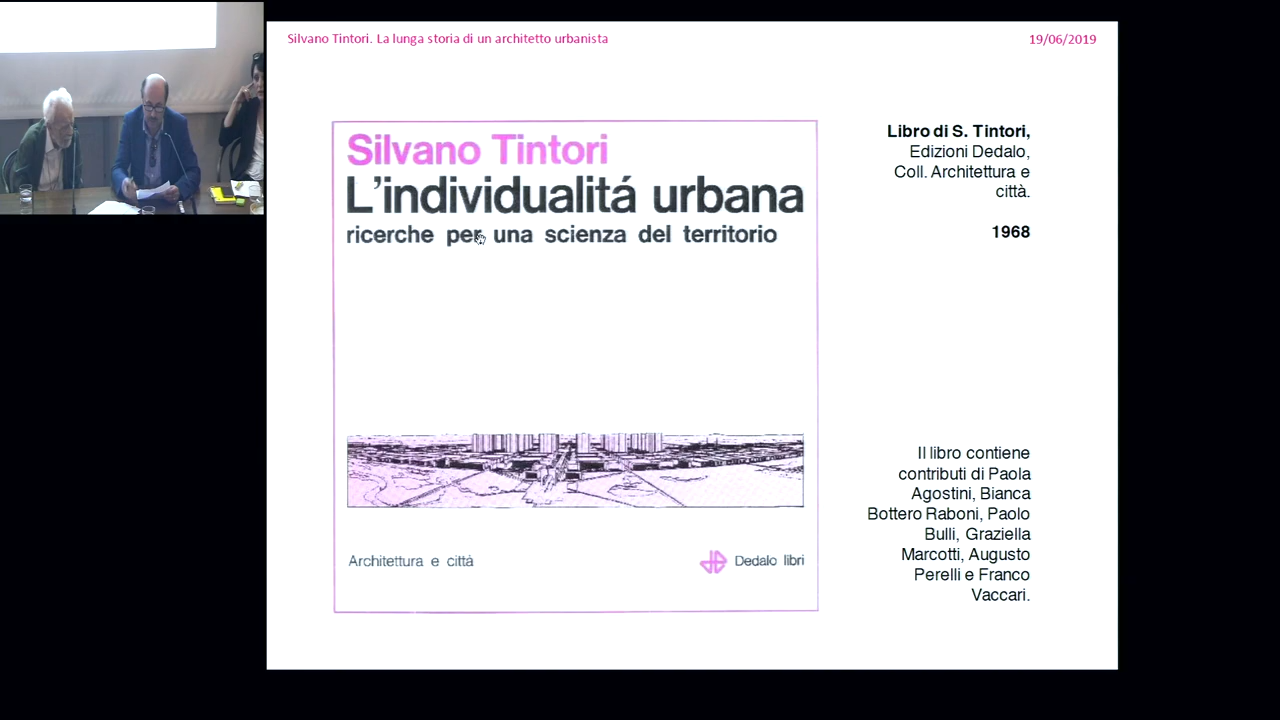 Silvano Tintori. La lunga storia di un architetto urbanista
19/06/2019
Silvano Tintori
L'individualitá urbana
ricerche per una scienza del territorio
Architettura e città
Dedalo libri
Libro di S. Tintori,
Edizioni Dedalo,
Coll. Architettura e
città.
1968
Il libro contiene
contributi di Paola
Agostini, Bianca
Bottero Raboni, Paolo
Bulli, Graziella
Marcotti, Augusto
Perelli e Franco
Vaccari.